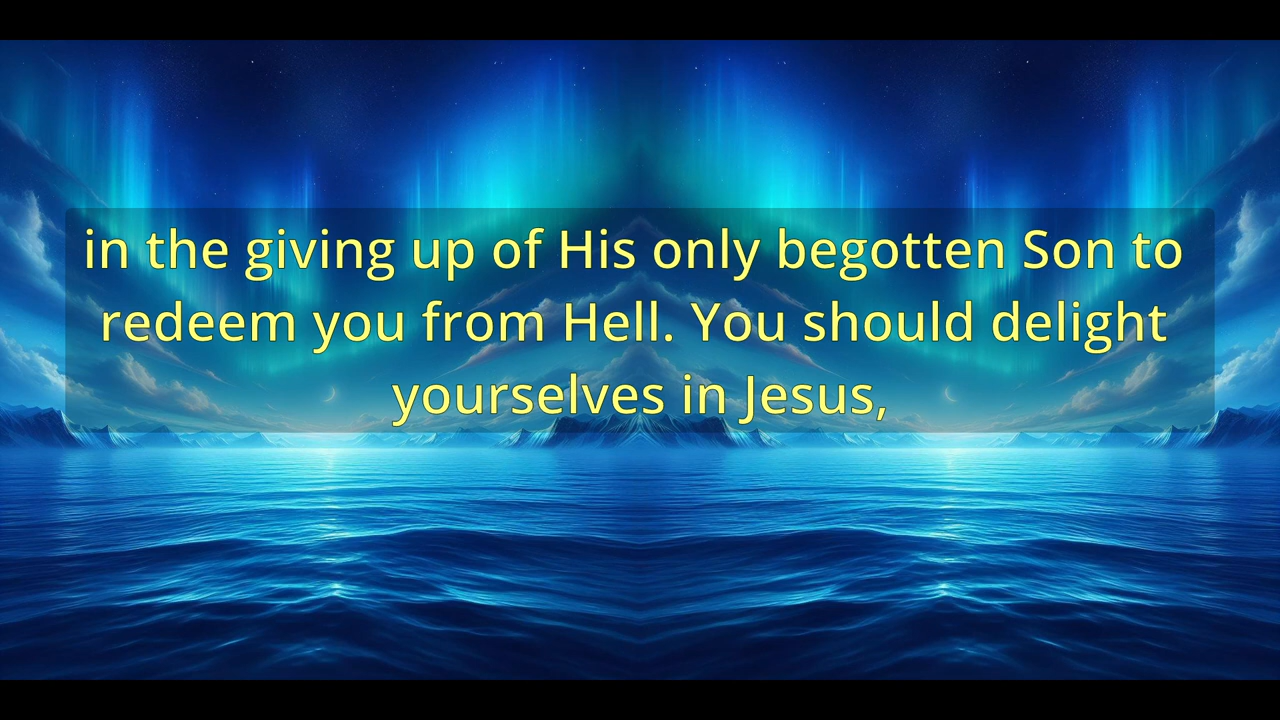 in the giving up of His only begotten Son to
redeem you from Hell. You should delight
yourselves in Jesus,